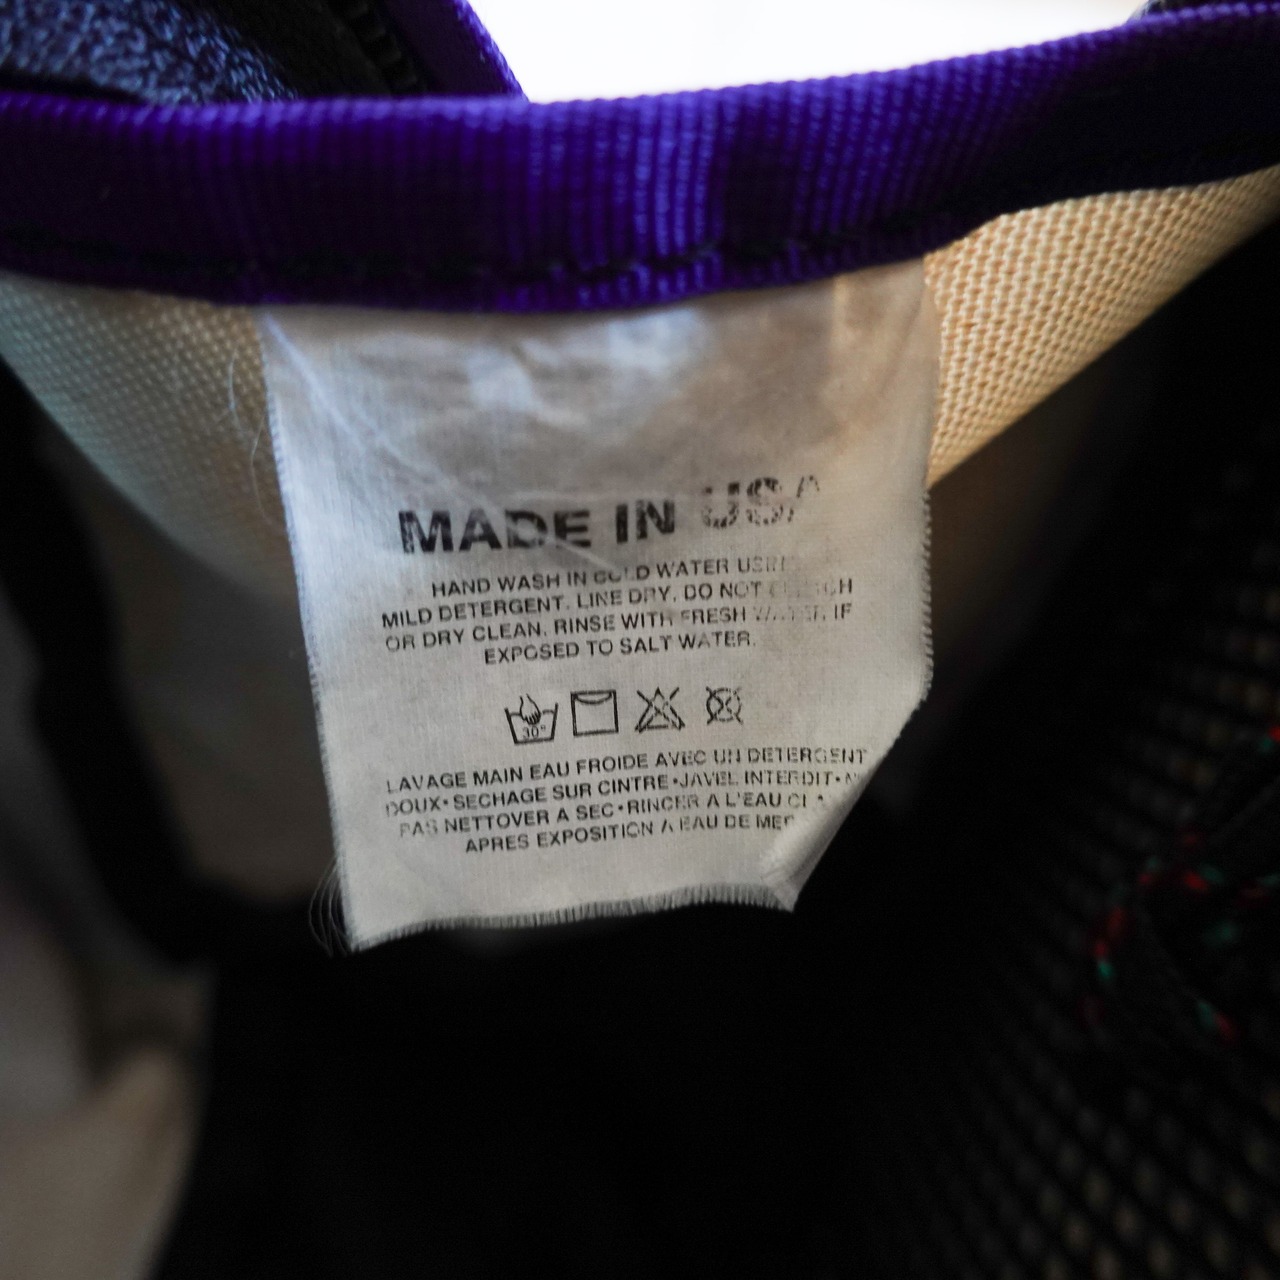 MADE IN USA
HAND WASH IN COLD WATER USING
MILD DETERGENT. LINE DRY. DO NOT BLEACH
OR DRY CLEAN. RINSE WITH FRESH WATER, IF
EXPOSED TO SALT WATER.
30°
LAVAGE MAIN EAU FROIDE AVEC UN DETERGENT
DOUX • SECHAGE SUR CINTRE • JAVEL INTERDIT •
PAS NETTOVER A SEC • RINCER A L'EAU
APRES EXPOSITION A EAU DE MER